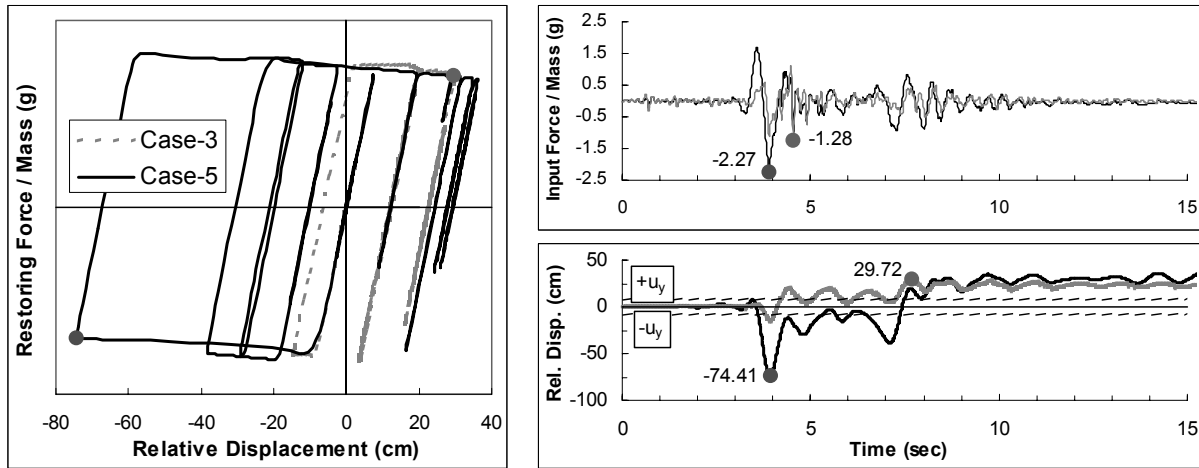 Restoring Force / Mass (g)
Case-3
Case-5
-80 -60 -40 -20 0 20 40
Relative Displacement (cm)
Input Force / Mass (g)
2.5
1.5
0.5
-0.5
-1.5
-2.5
-2.27
-1.28
0 5 10 15
Rel. Disp. (cm)
50
0
-50
-100
+uy
-uy
29.72
-74.41
0 5 10 15
Time (sec)